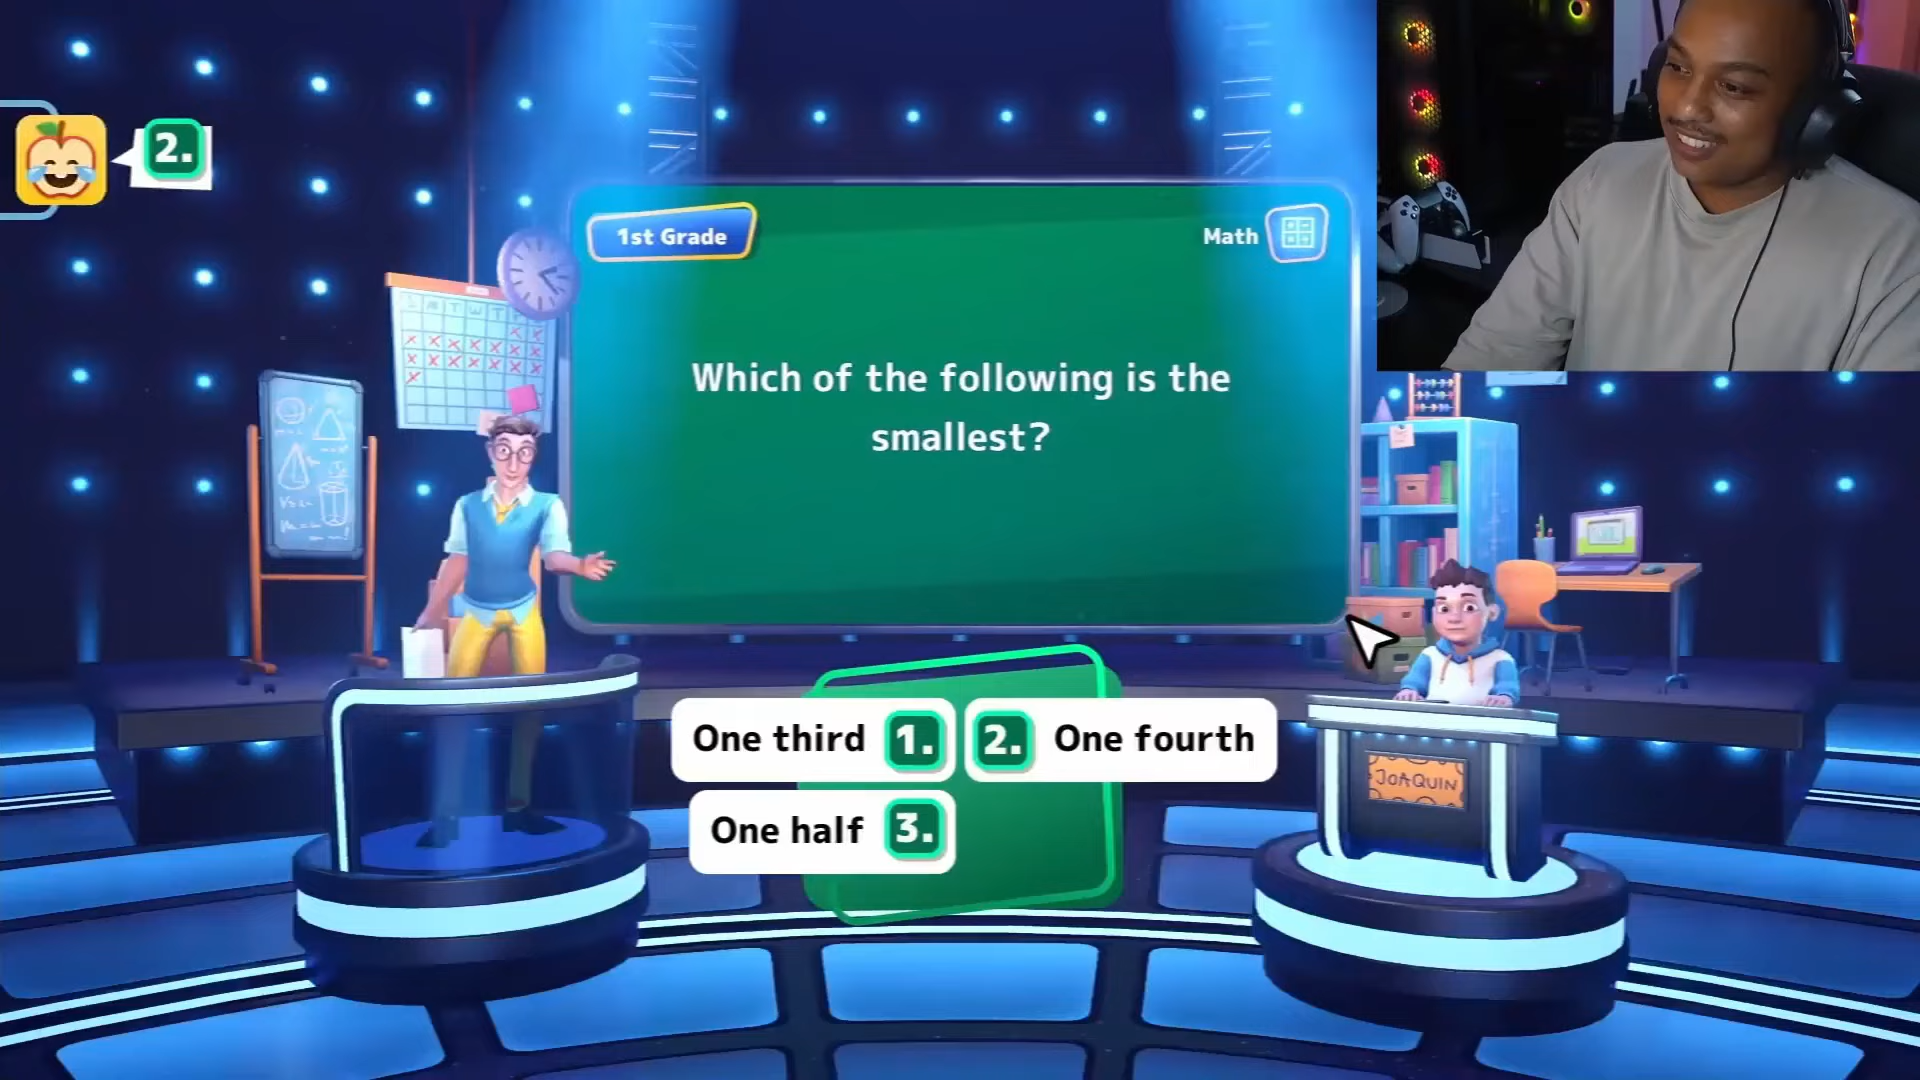 2.
1st Grade
Math
Which of the following is the
smallest?
One third 1.
2. One fourth
One half 3.
JOAQUIN